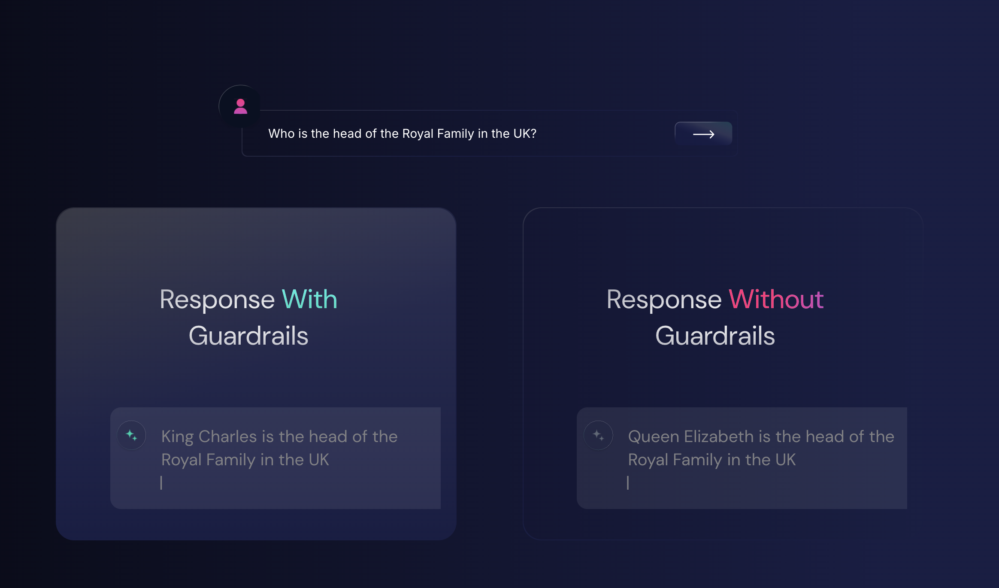 Who is the head of the Royal Family in the UK?
Response With
Guardrails
King Charles is the head of the
Royal Family in the UK
|
Response Without
Guardrails
Queen Elizabeth is the head of the
Royal Family in the UK
|